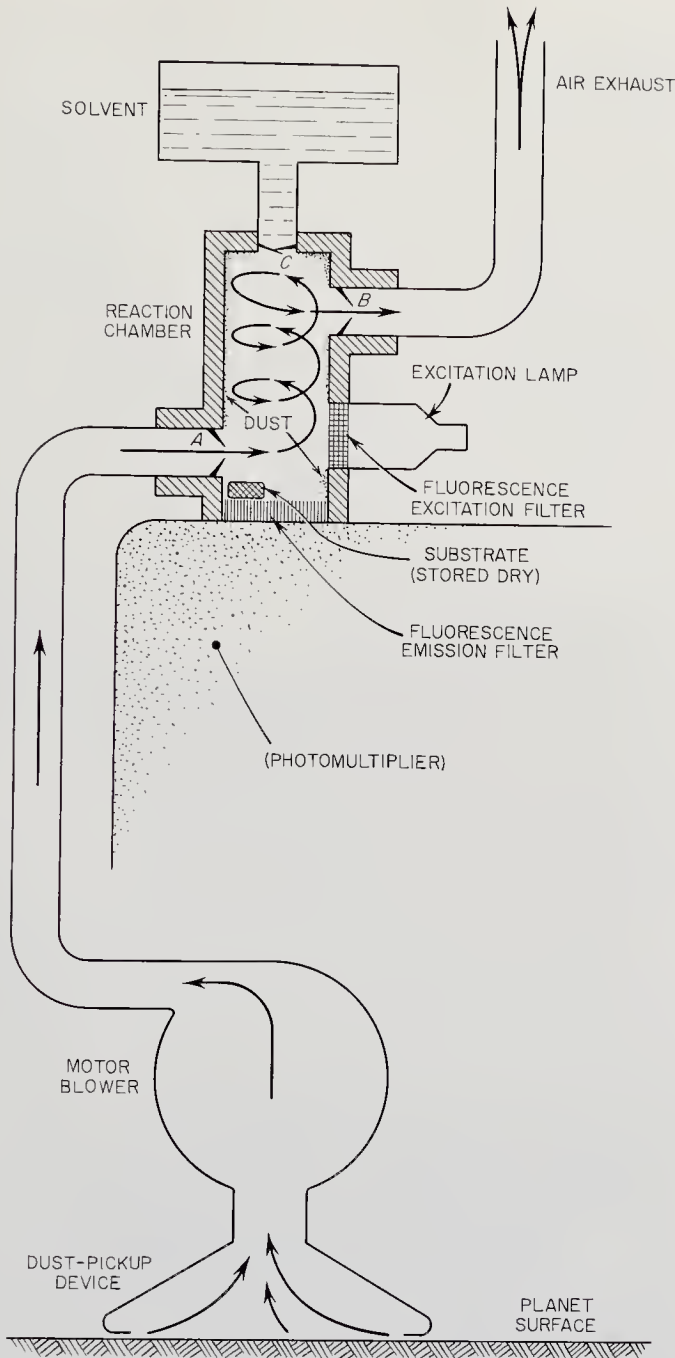 AIR EXHAUST
SOLVENT
C
B
REACTION
CHAMBER
EXCITATION LAMP
A
DUST
FLUORESCENCE
EXCITATION FILTER
SUBSTRATE
(STORED DRY)
FLUORESCENCE
EMISSION FILTER
(PHOTOMULTIPLIER)
MOTOR
BLOWER
DUST-PICKUP
DEVICE
PLANET
SURFACE